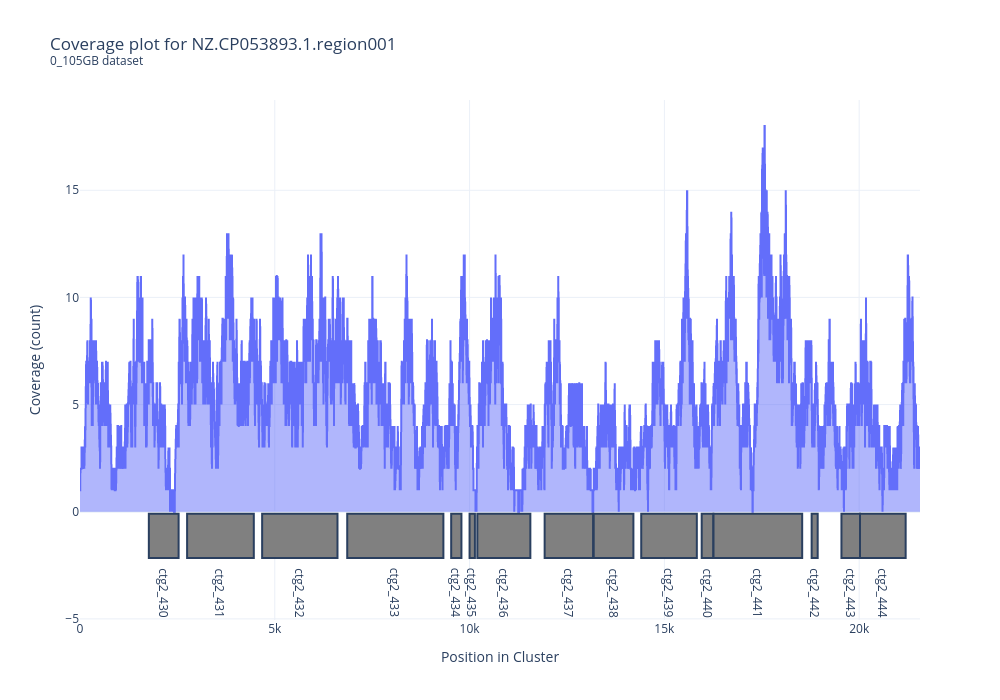 Coverage plot for NZ.CP053893.1.region001
0_105GB dataset
Coverage (count)
15
10
5
0
−5
ctg2_430
ctg2_431
ctg2_432
ctg2_433
ctg2_434
ctg2_435
ctg2_436
ctg2_437
ctg2_438
ctg2_439
ctg2_440
ctg2_441
ctg2_442
ctg2_443
ctg2_444
0
5k
10k
15k
20k
Position in Cluster